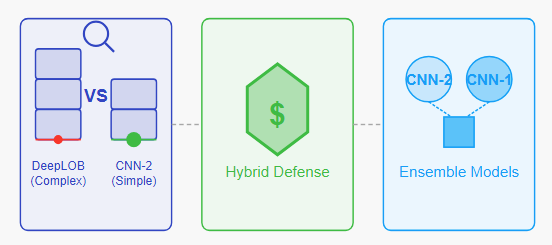 VS
DeepLOB
(Complex)
CNN-2
(Simple)
$
Hybrid Defense
CNN-2
CNN-1
Ensemble Models